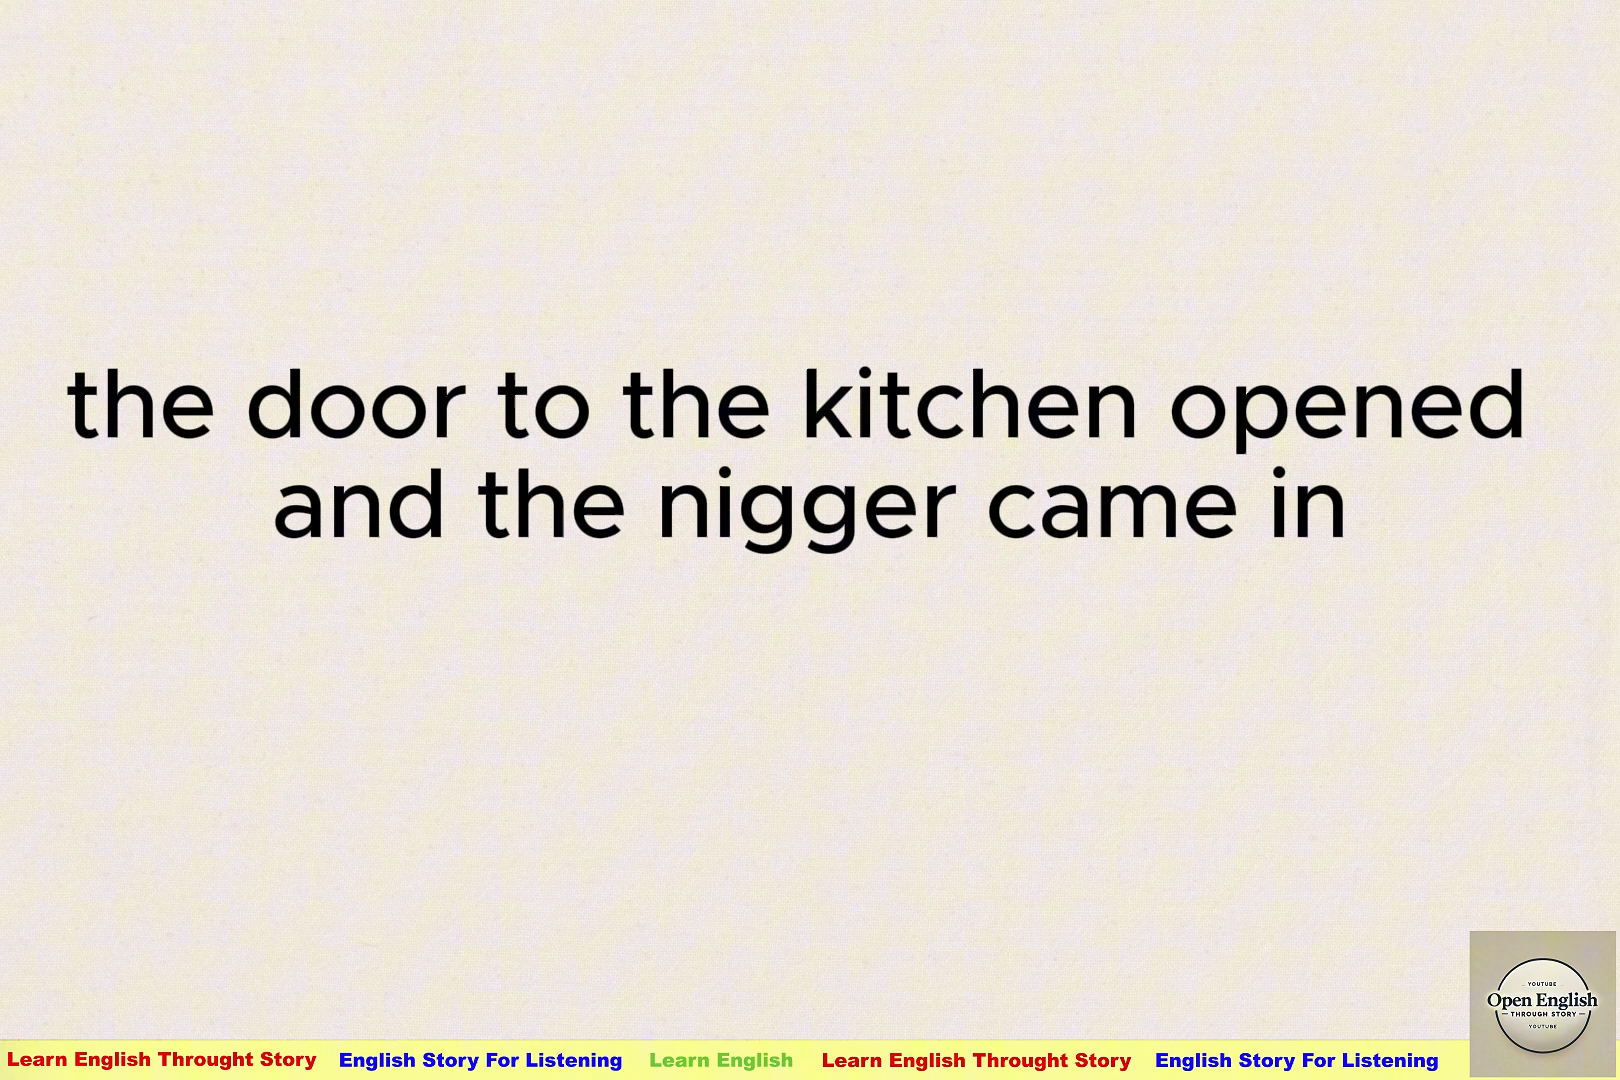 the door to the kitchen opened
and the nigger came in
YOUTUBE
Open English
THROUGH STORY
YOUTUBE
Learn English Throught Story English Story For Listening Learn English Learn English Throught Story English Story For Listening